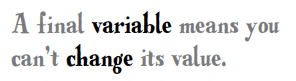 A final variable means you
can't change its value.